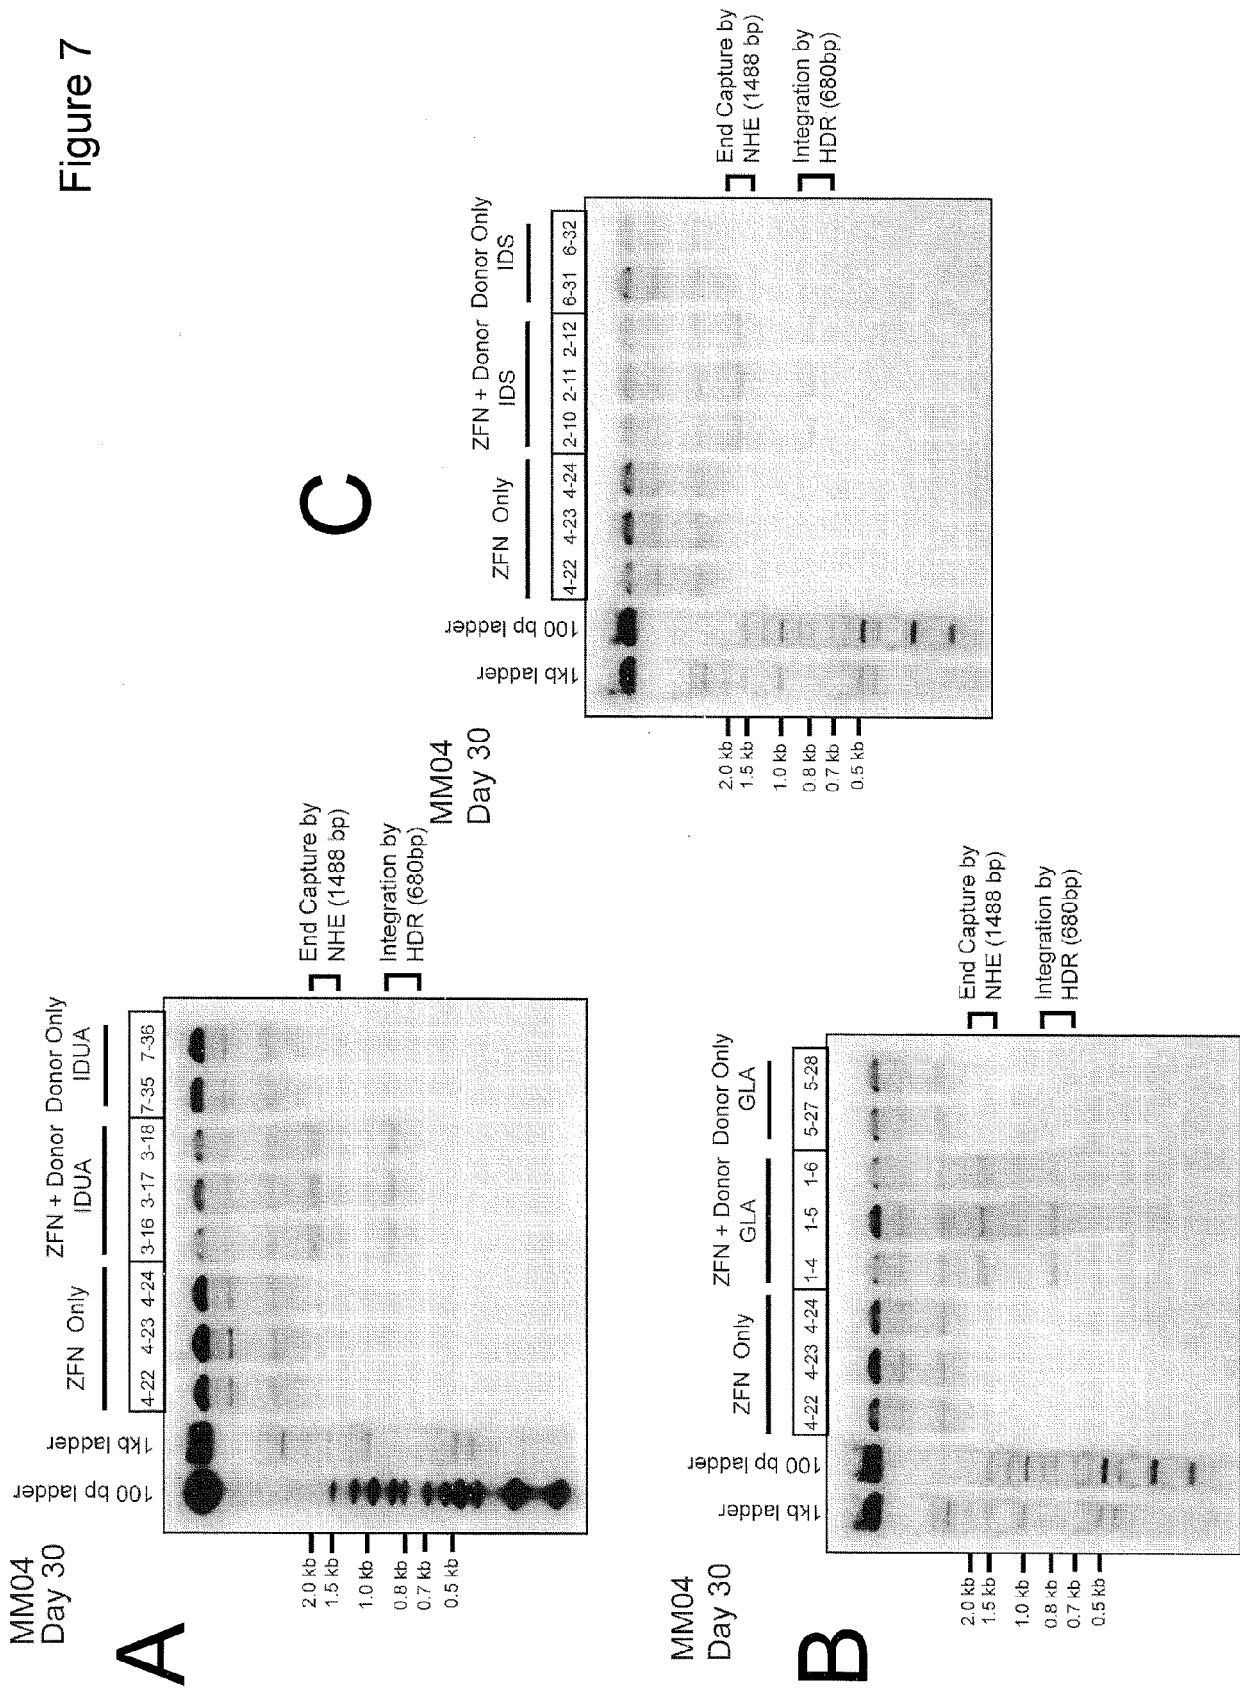 Figure 7
A
MM04
Day 30
ZFN Only
ZFN + Donor
IDUA
Donor Only
IDUA
100 bp ladder
1kb ladder
4-22 4-23 4-24 3-16 3-17 3-18 7-35 7-36
2.0 kb
1.5 kb
1.0 kb
0.8 kb
0.7 kb
0.5 kb
End Capture by
NHE (1488 bp)
Integration by
HDR (680bp)
B
MM04
Day 30
ZFN Only
ZFN + Donor
GLA
Donor Only
GLA
1kb ladder
100 bp ladder
4-22 4-23 4-24 1-4 1-5 1-6 5-27 5-28
2.0 kb
1.5 kb
1.0 kb
0.8 kb
0.7 kb
0.5 kb
End Capture by
NHE (1488 bp)
Integration by
HDR (680bp)
C
MM04
Day 30
ZFN Only
ZFN + Donor
IDS
Donor Only
IDS
1kb ladder
100 bp ladder
4-22 4-23 4-24 2-10 2-11 2-12 6-31 6-32
2.0 kb
1.5 kb
1.0 kb
0.8 kb
0.7 kb
0.5 kb
End Capture by
NHE (1488 bp)
Integration by
HDR (680bp)